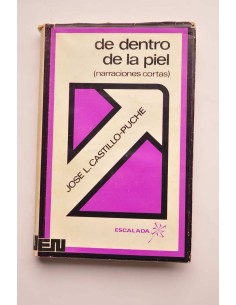 de dentro
de la piel
(narraciones cortas)
JOSE L. CASTILLO-PUCHE
ESCALADA